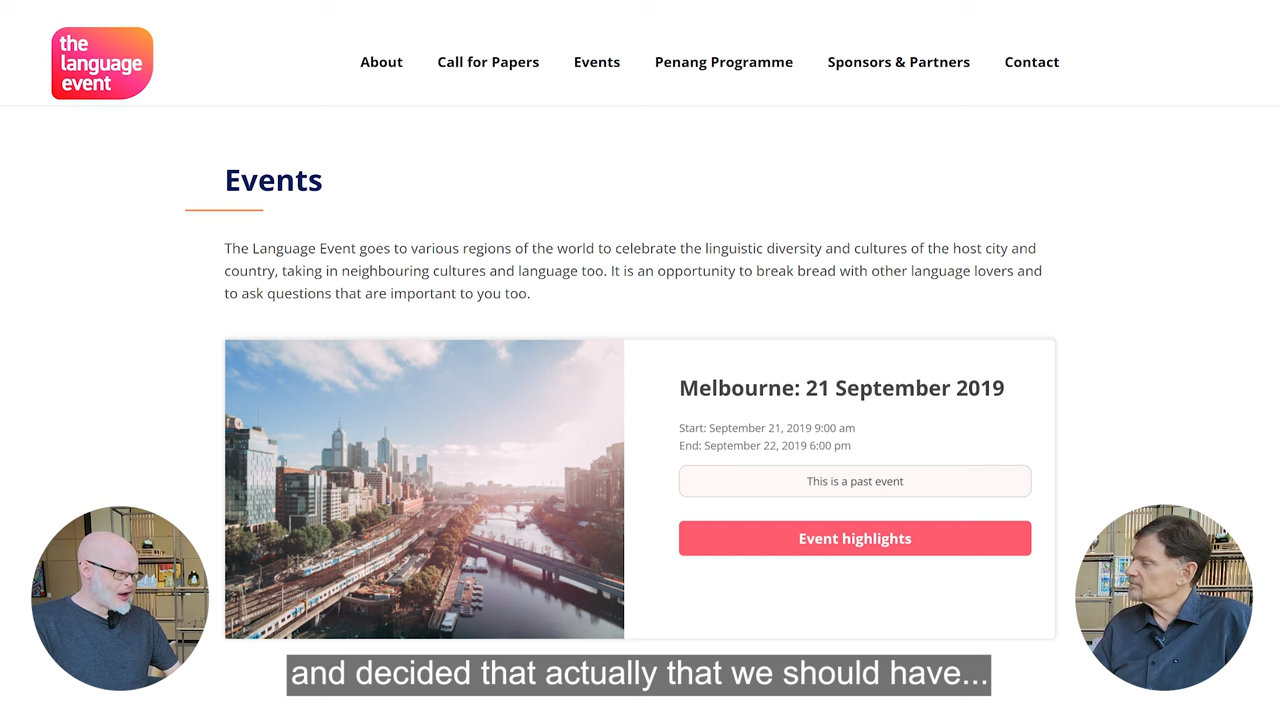 the
language
event
About
Call for Papers
Events
Penang Programme
Sponsors & Partners
Contact
Events
The Language Event goes to various regions of the world to celebrate the linguistic diversity and cultures of the host city and
country, taking in neighbouring cultures and language too. It is an opportunity to break bread with other language lovers and
to ask questions that are important to you too.
Melbourne: 21 September 2019
Start: September 21, 2019 9:00 am
End: September 22, 2019 6:00 pm
This is a past event
Event highlights
and decided that actually that we should have...